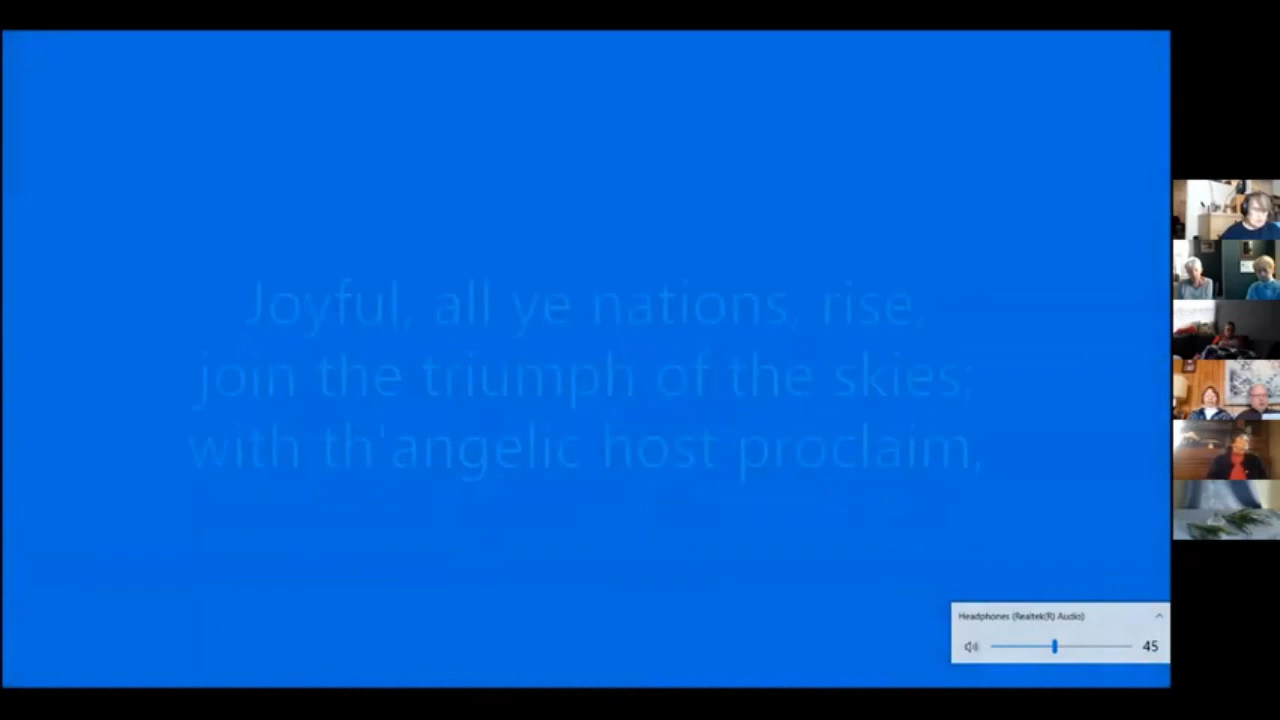 Joyful, all ye nations, rise,
join the triumph of the skies;
with th'angelic host proclaim,
Headphones (Realtek(R) Audio)
45